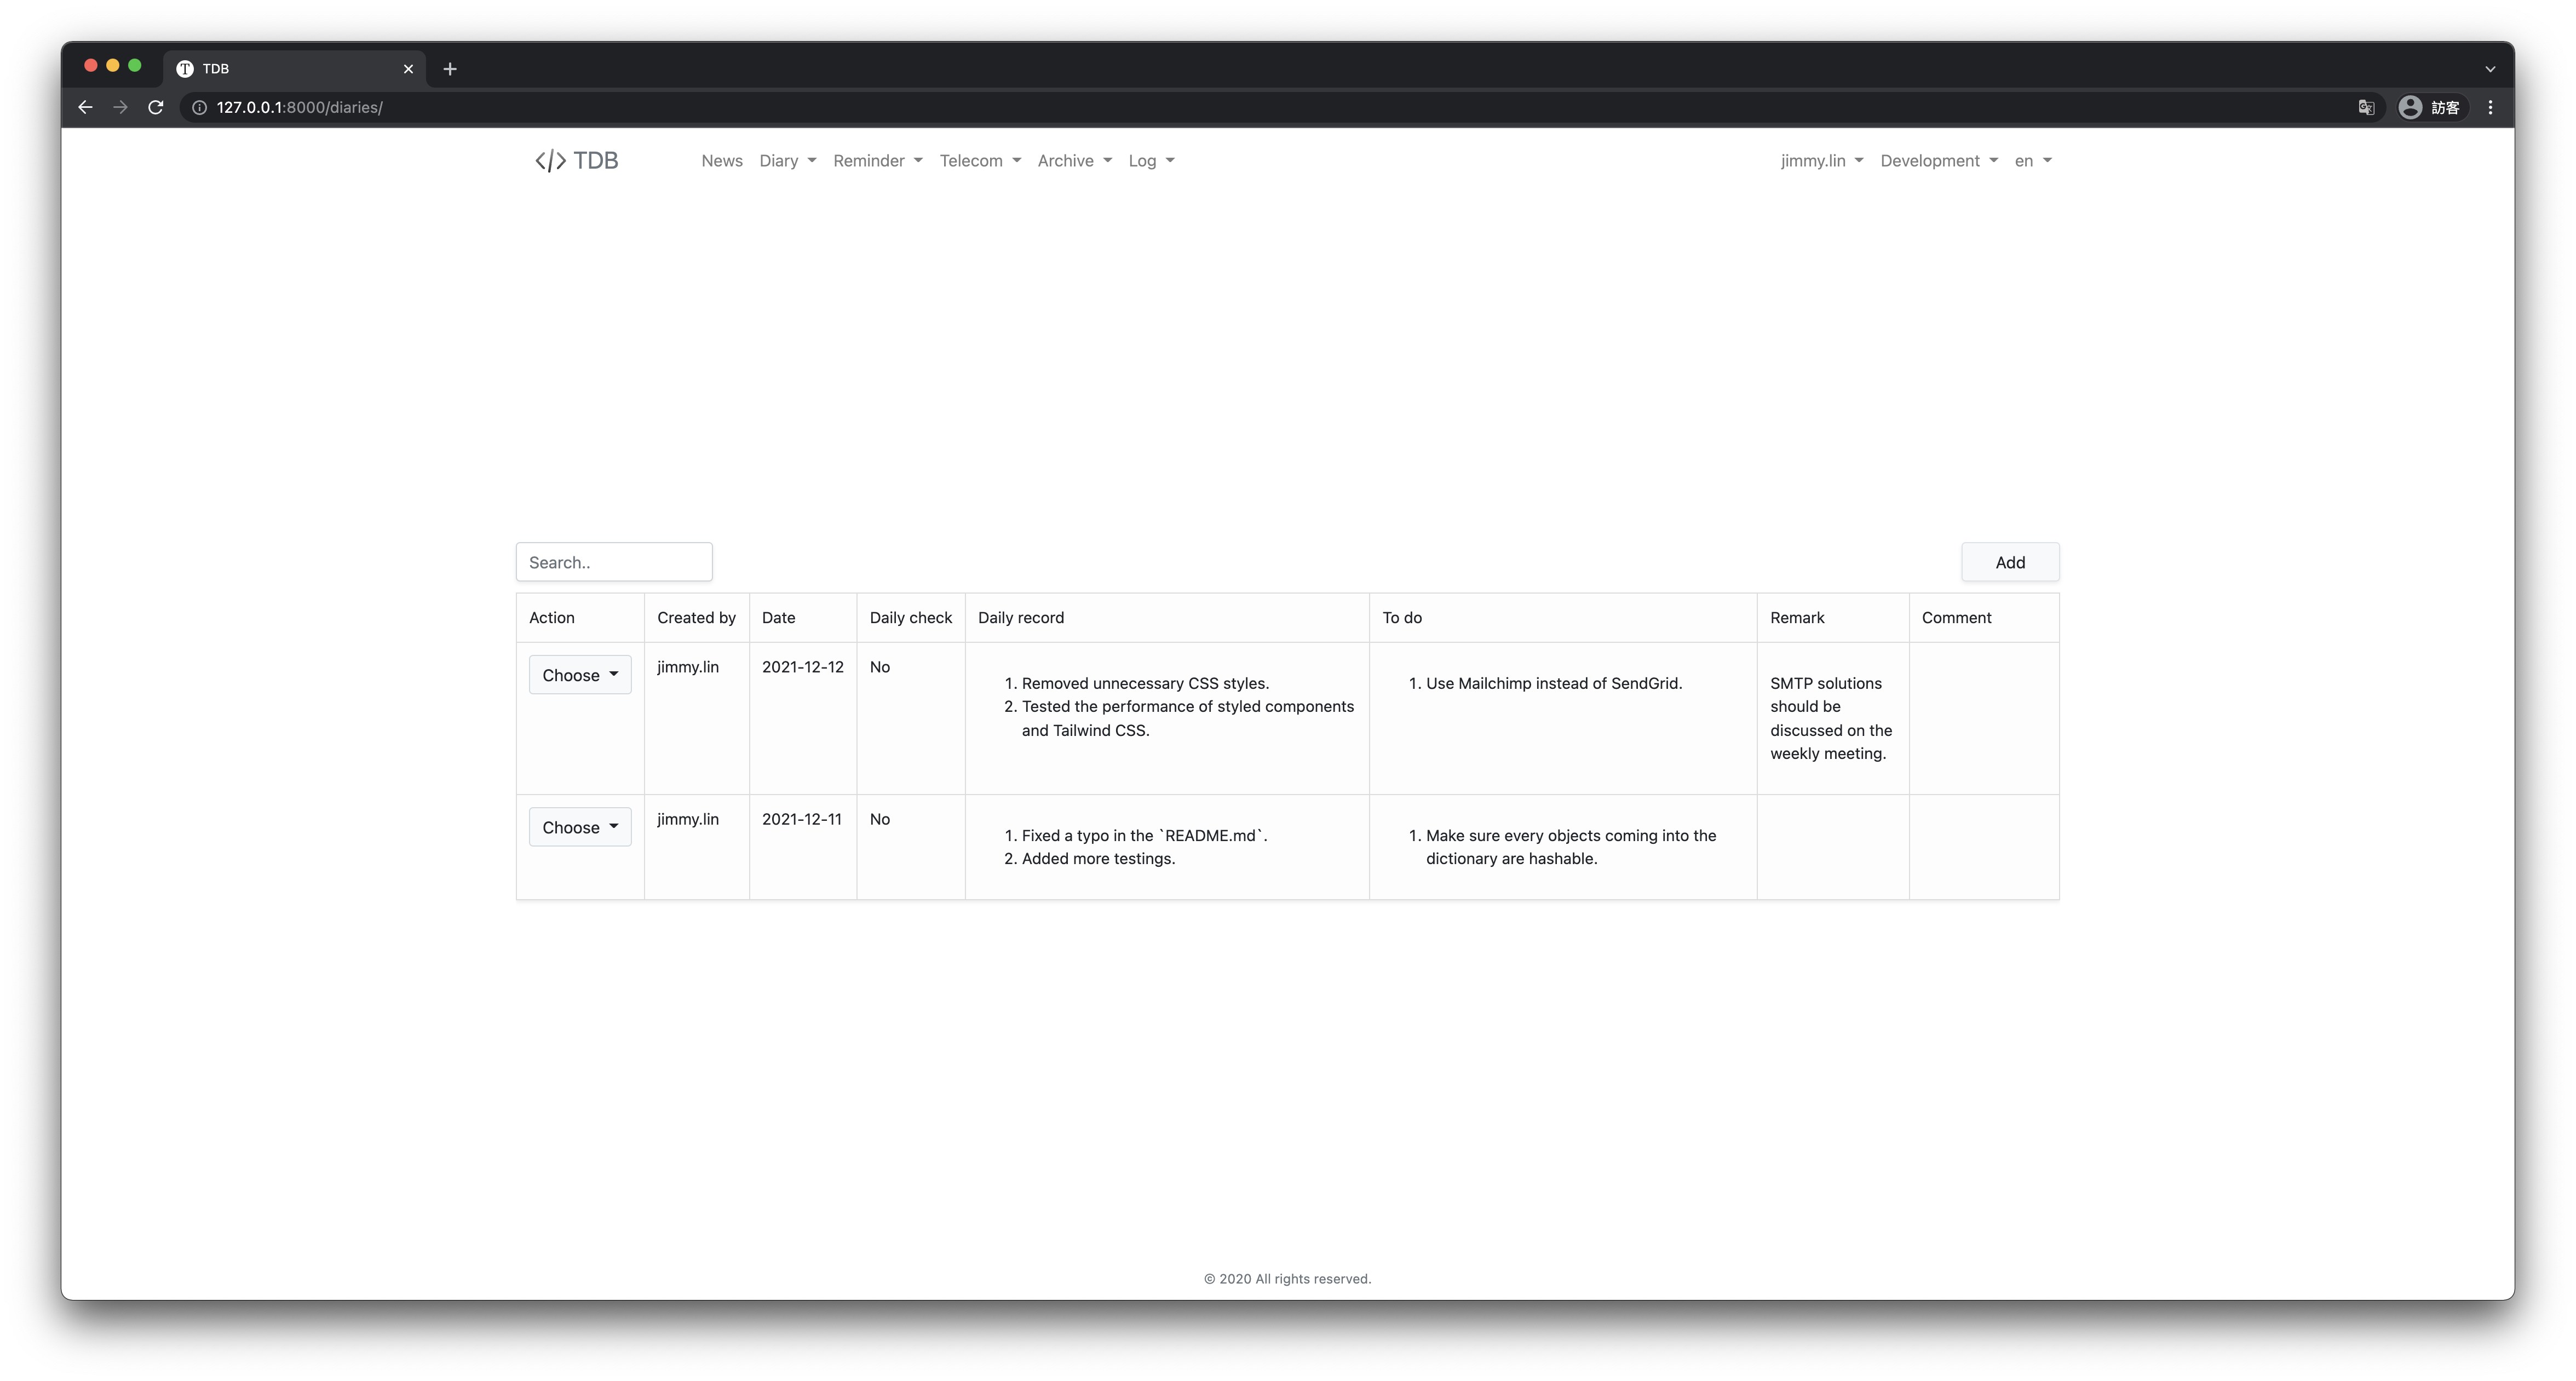 TDB
127.0.0.1:8000/diaries/
訪客
</> TDB News Diary Reminder Telecom Archive Log jimmy.lin Development en
Search..
Add
Action Created by Date Daily check Daily record To do Remark Comment
Choose jimmy.lin 2021-12-12 No
1. Removed unnecessary CSS styles.
2. Tested the performance of styled components
and Tailwind CSS.
1. Use Mailchimp instead of SendGrid.
SMTP solutions
should be
discussed on the
weekly meeting.
Choose jimmy.lin 2021-12-11 No
1. Fixed a typo in the `README.md`.
2. Added more testings.
1. Make sure every objects coming into the
dictionary are hashable.
© 2020 All rights reserved.